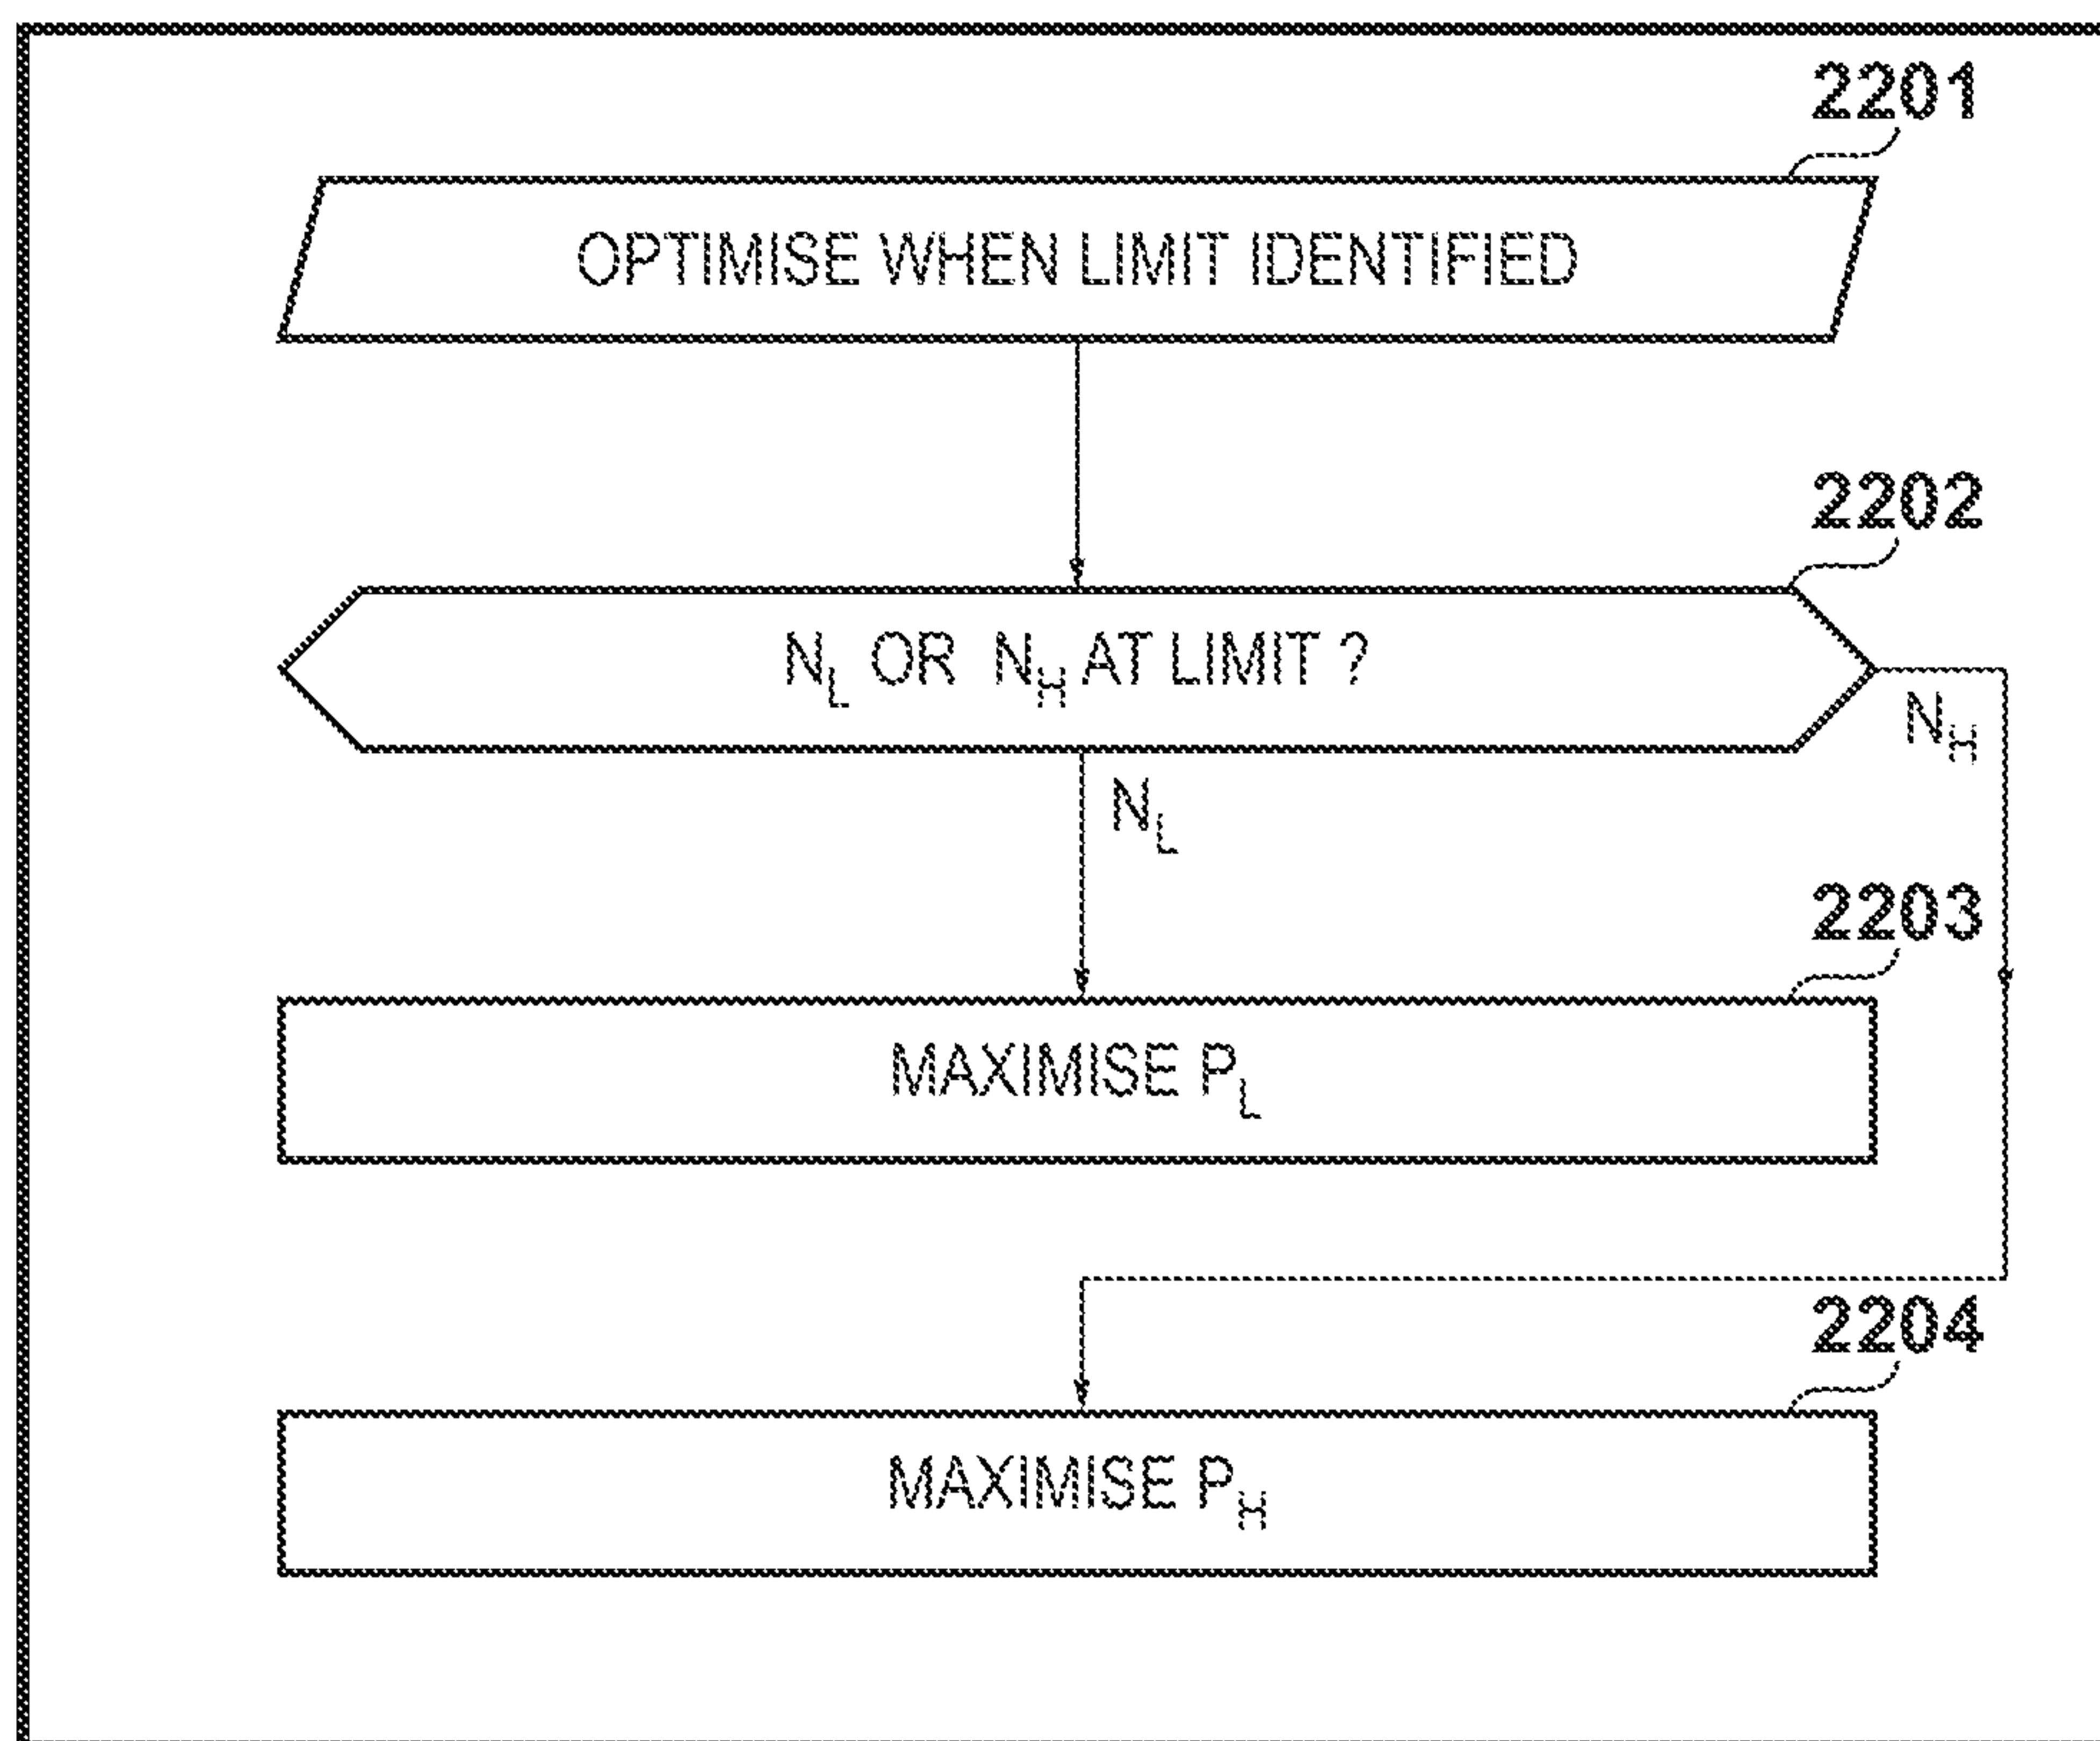 2201
OPTIMISE WHEN LIMIT IDENTIFIED
2202
N_L OR N_H AT LIMIT ?
N_H
N_L
2203
MAXIMISE P_L
2204
MAXIMISE P_H